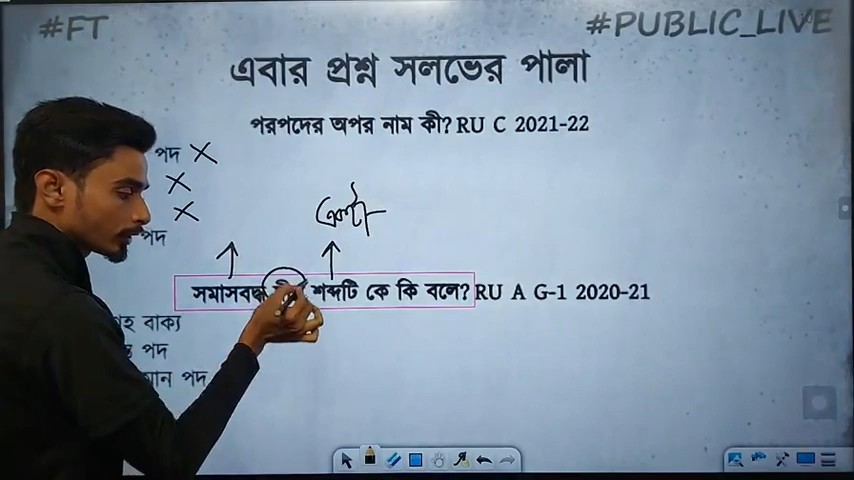 #FT
#PUBLIC_LIVE
এবার প্রশ্ন সলভের পালা
পরপদের অপর নাম কী? RU C 2021-22
পদ ×
×
×
পদ
একটা
সমাসবদ্ধ শব্দটি কে কি বলে? RU A G-1 2020-21
বাক্য
পদ
পদ